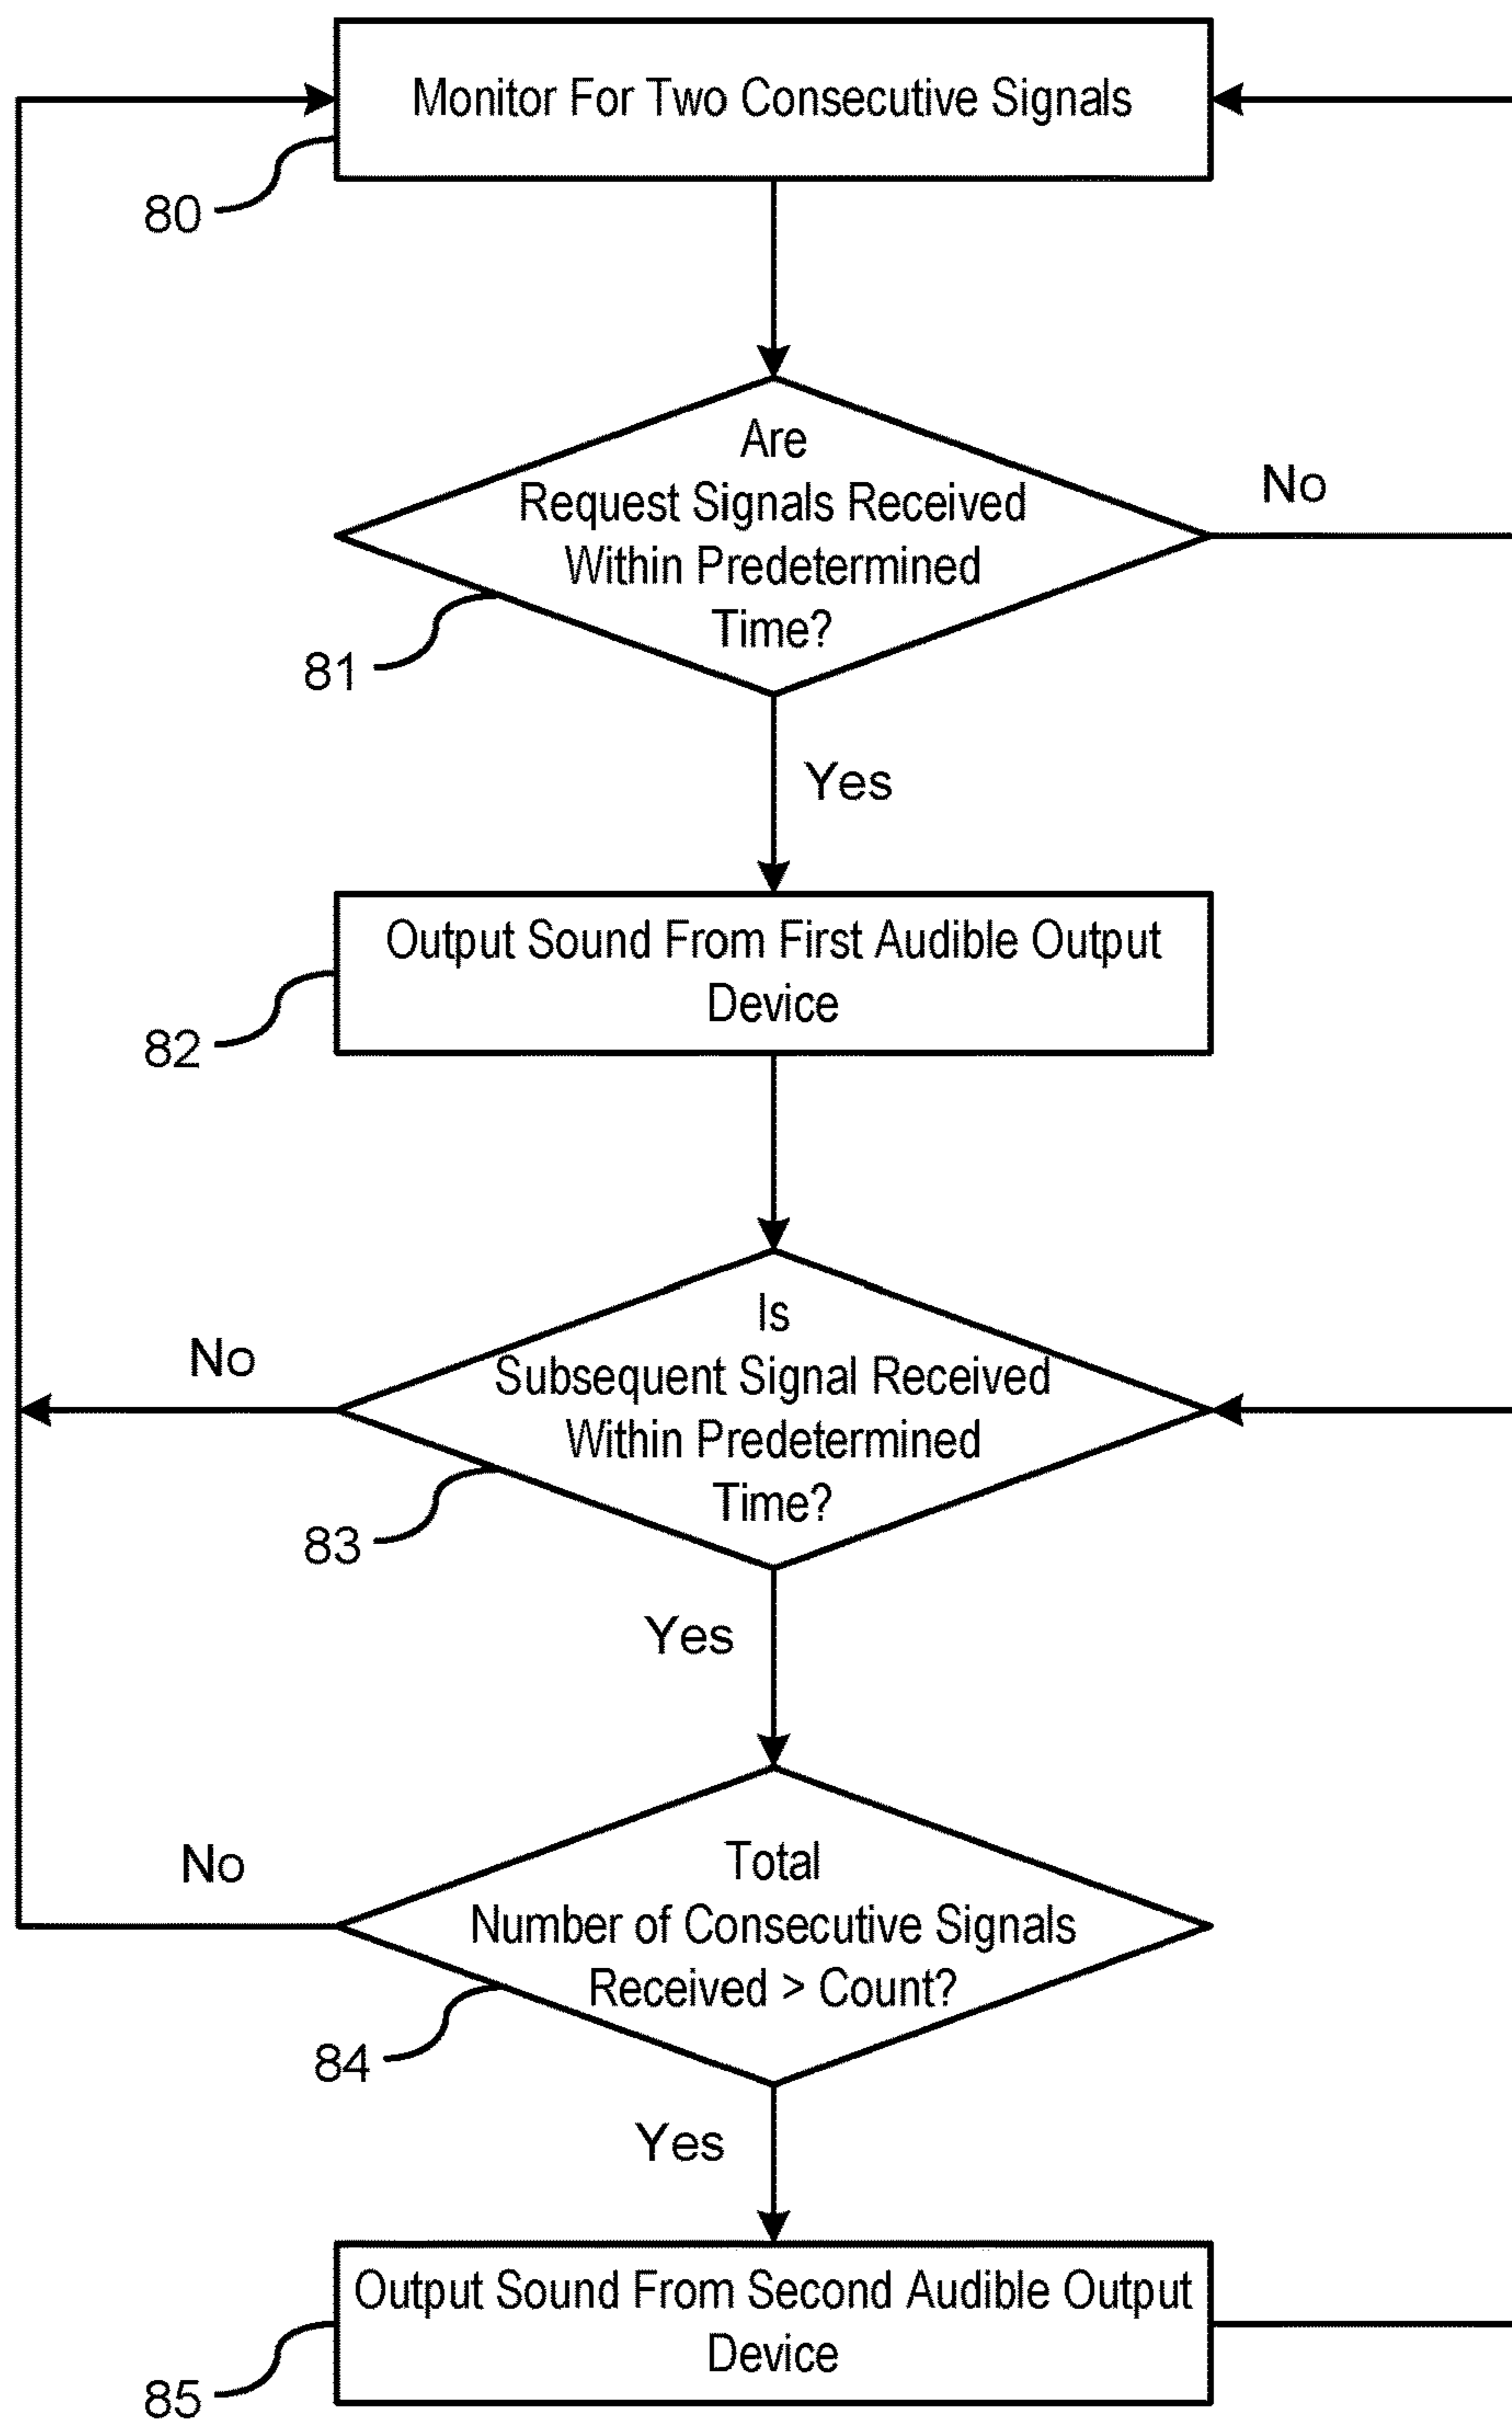 Monitor For Two Consecutive Signals
80
Are
Request Signals Received
Within Predetermined
Time?
No
81
Yes
Output Sound From First Audible Output
Device
82
Is
Subsequent Signal Received
Within Predetermined
Time?
No
83
Yes
Total
Number of Consecutive Signals
Received > Count?
No
84
Yes
Output Sound From Second Audible Output
Device
85